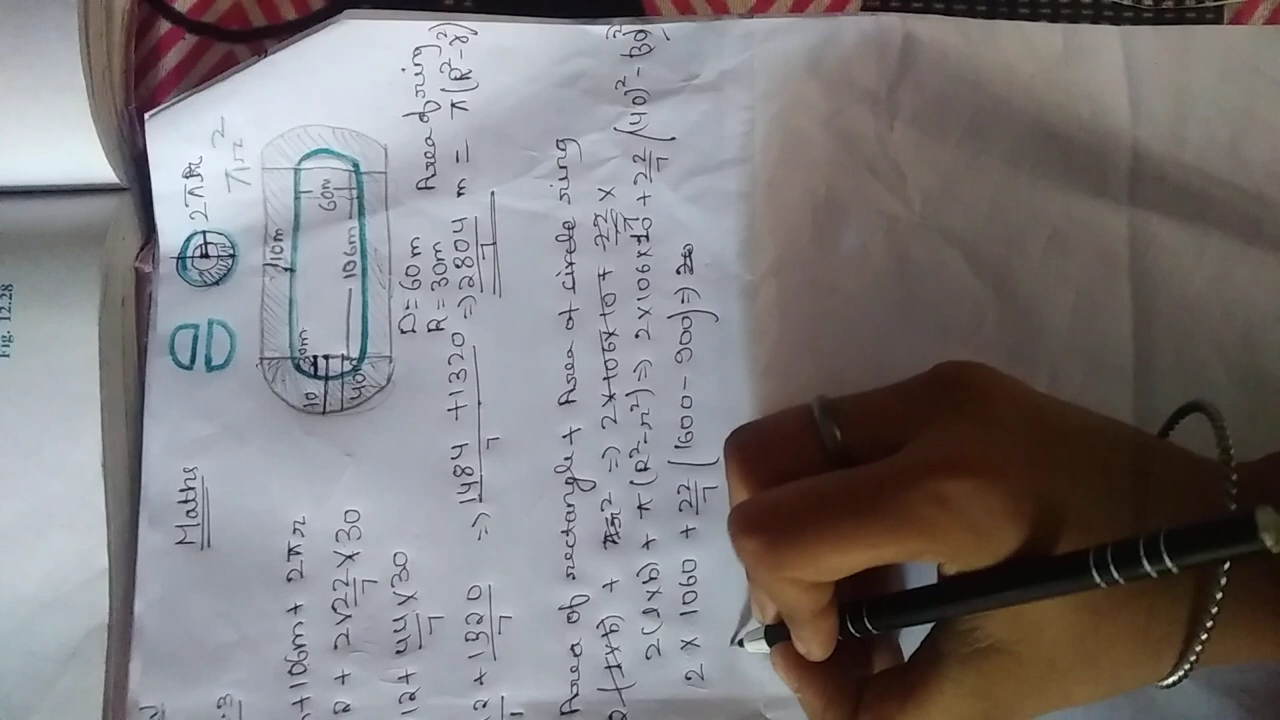 Fig. 12.28
Maths
2πR
πr²
10m
106m
60m
30m
10
40m
+106m + 2πr
2 + 2×22/7×30
12 + 44/7×30
D = 60m
R = 30m
Area of ring
= π(R²-r²)
2 + 1320/7 => 1484 + 1320/7 => 2804/7 m
Area of rectangle + Area of circle ring
2(l×b) + πr² => 2×106×10 + 22/7 ×
2(l×b) + π(R²-r²) => 2×106×10 + 22/7 (40)² - (30)²
2 × 1060 + 22/7 (1600 - 900) =>